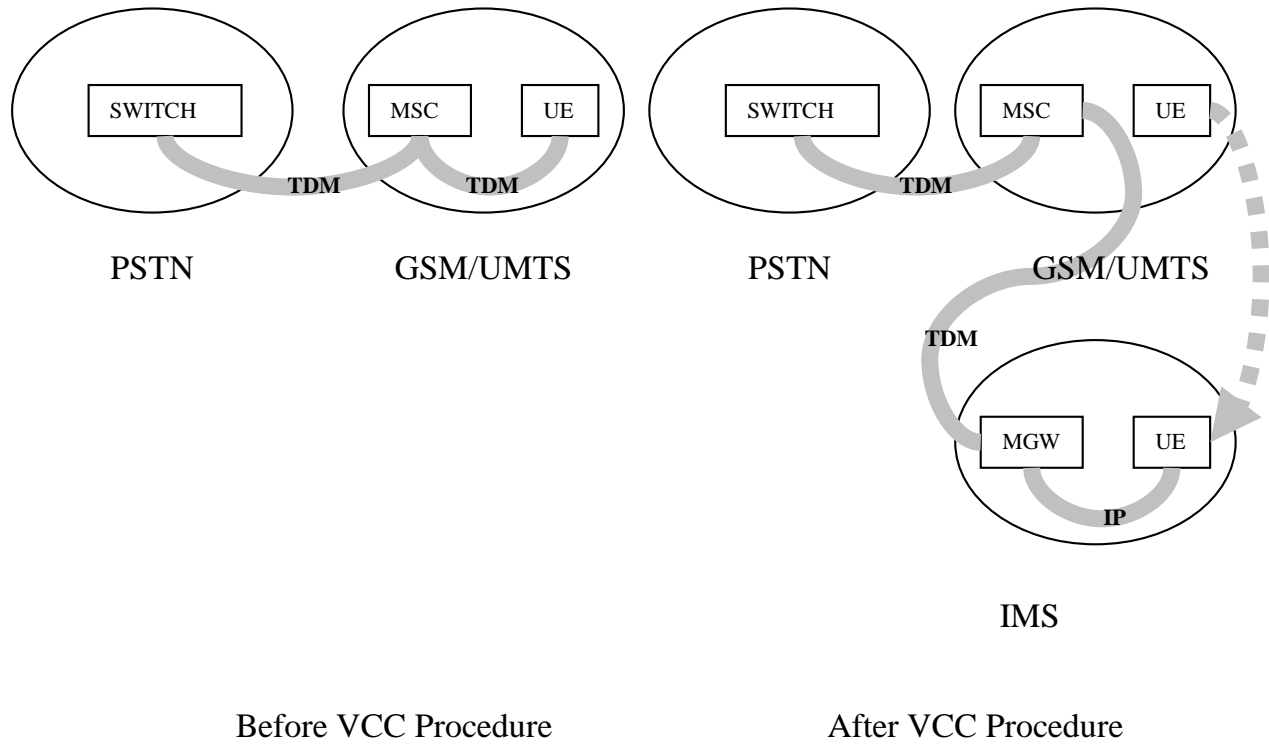 SWITCH
MSC
UE
SWITCH
MSC
UE
TDM
TDM
TDM
PSTN
GSM/UMTS
PSTN
GSM/UMTS
TDM
MGW
UE
IP
IMS
Before VCC Procedure
After VCC Procedure